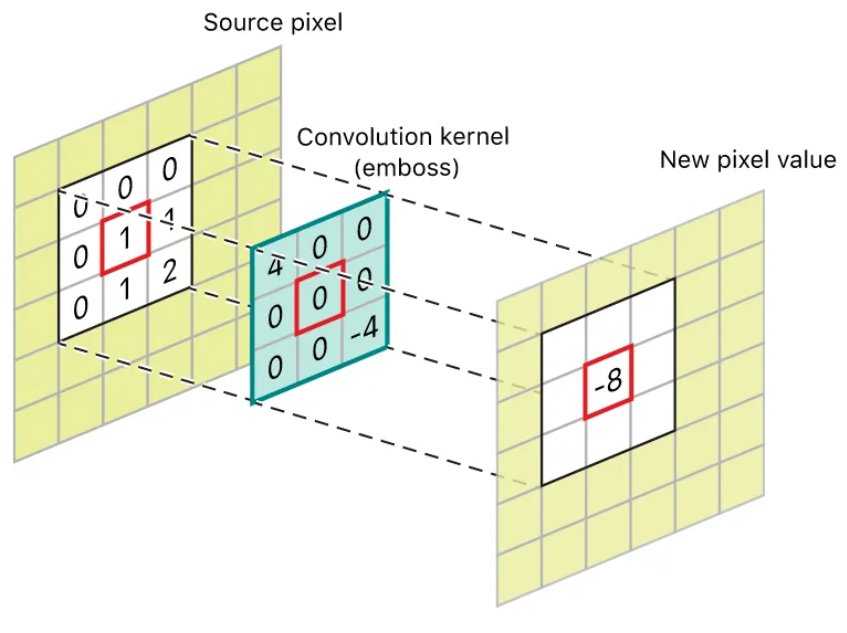 Source pixel
Convolution kernel
(emboss)
New pixel value
0 0 0
0 1 1
0 1 2
4 0 0
0 0 0
0 0 -4
-8